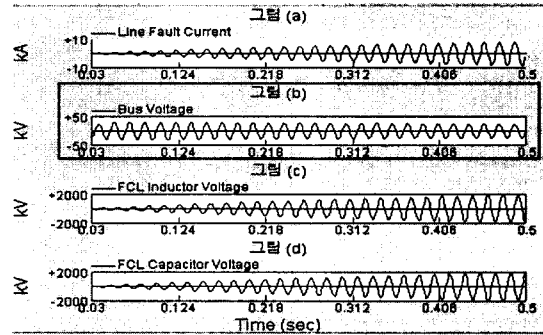 그림 (a)
Line Fault Current
kA
+10
-10
0.03 0.124 0.218 0.312 0.406 0.5
그림 (b)
Bus Voltage
kV
+50
-50
0.03 0.124 0.218 0.312 0.406 0.5
그림 (c)
FCL Inductor Voltage
kV
+2000
-2000
0.03 0.124 0.218 0.312 0.406 0.5
그림 (d)
FCL Capacitor Voltage
kV
+2000
-2000
0.03 0.124 0.218 0.312 0.406 0.5
Time (sec)